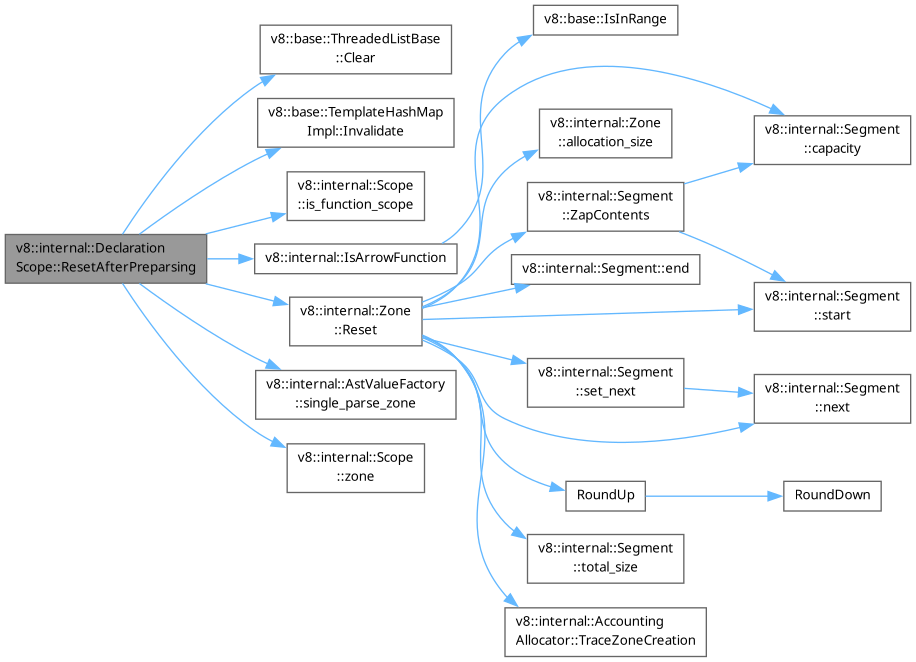 v8::internal::Declaration
Scope::ResetAfterPreparsing
v8::base::ThreadedListBase
::Clear
v8::base::TemplateHashMap
Impl::Invalidate
v8::internal::Scope
::is_function_scope
v8::internal::IsArrowFunction
v8::internal::Zone
::Reset
v8::internal::AstValueFactory
::single_parse_zone
v8::internal::Scope
::zone
v8::base::IsInRange
v8::internal::Zone
::allocation_size
v8::internal::Segment
::ZapContents
v8::internal::Segment::end
v8::internal::Segment
::set_next
RoundUp
v8::internal::Segment
::total_size
v8::internal::Accounting
Allocator::TraceZoneCreation
v8::internal::Segment
::capacity
v8::internal::Segment
::start
v8::internal::Segment
::next
RoundDown